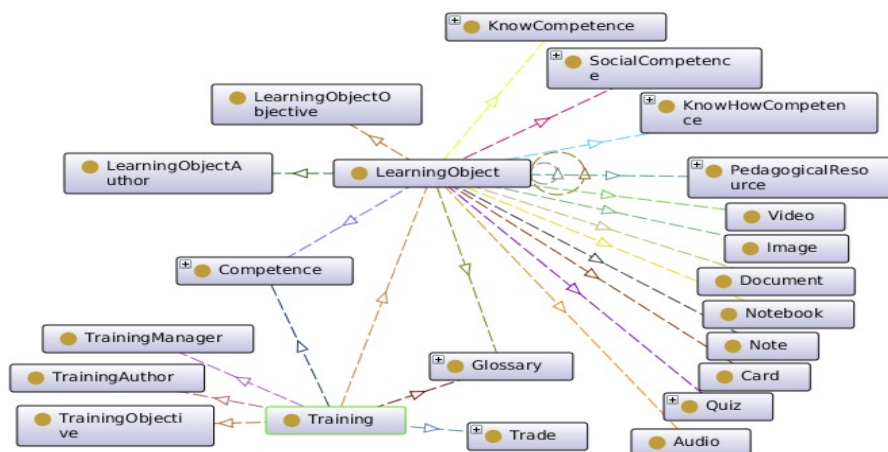 KnowCompetence
SocialCompetenc
e
KnowHowCompeten
ce
LearningObjectO
bjective
LearningObjectA
uthor
LearningObject
PedagogicalReso
urce
Video
Image
Document
Notebook
Note
Card
Quiz
Audio
Competence
Glossary
TrainingManager
TrainingAuthor
TrainingObjecti
ve
Training
Trade